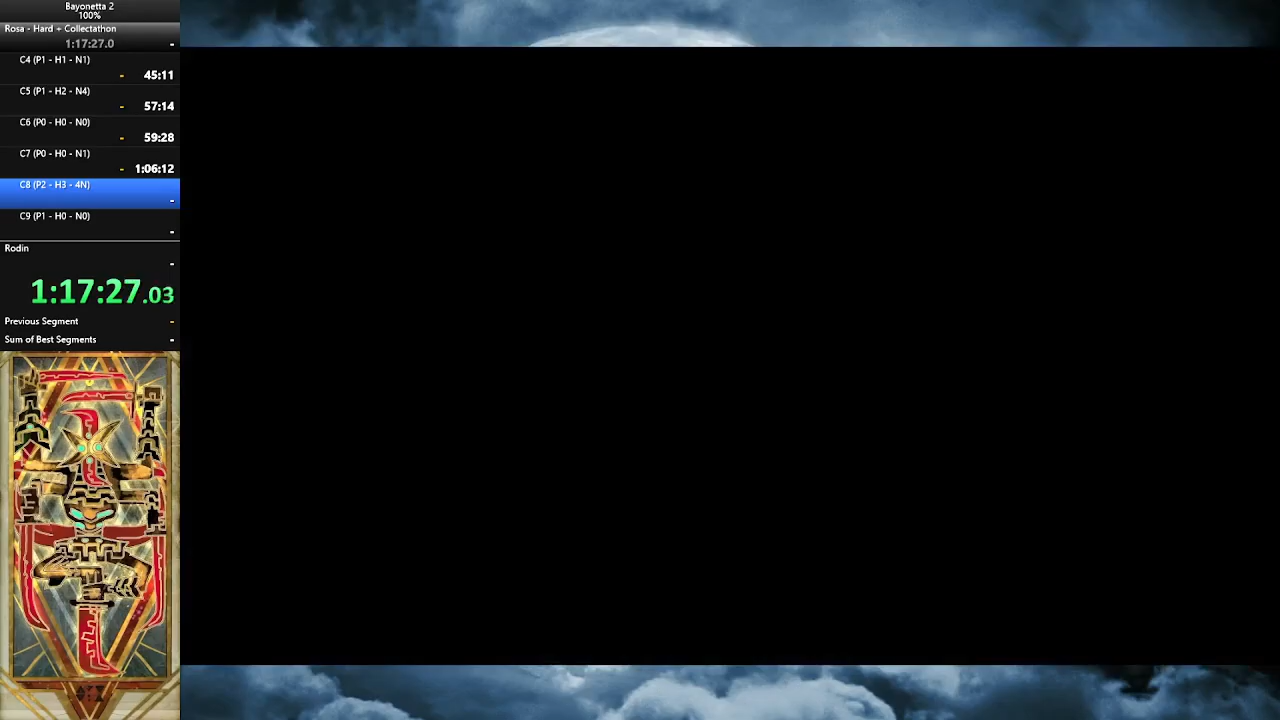 Bayonetta 2
100%
Rosa - Hard + Collectathon
1:17:27.0 -
C4 (P1 - H1 - N1)
- 45:11
C5 (P1 - H2 - N4)
- 57:14
C6 (P0 - H0 - N0)
- 59:28
C7 (P0 - H0 - N1)
- 1:06:12
C8 (P2 - H3 - 4N)
-
C9 (P1 - H0 - N0)
-
Rodin
-
1:17:27.03
Previous Segment -
Sum of Best Segments -